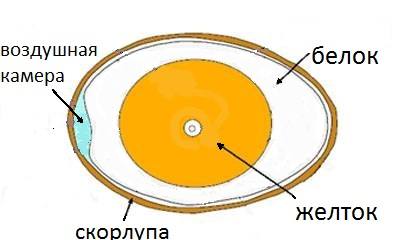 воздушная
камера
белок
желток
скорлупа